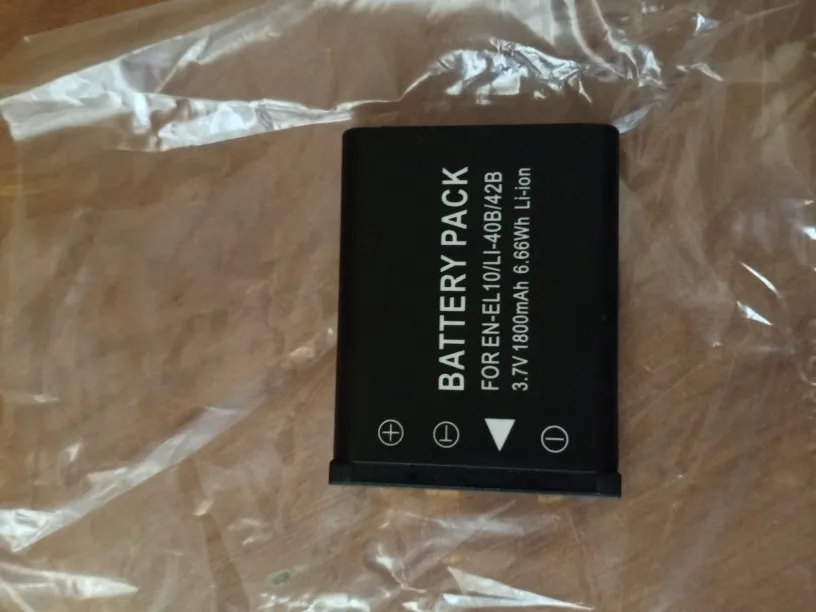 BATTERY PACK
FOR EN-EL10/LI-40B/42B
3.7V 1800mAh 6.66Wh Li-ion
+ T -